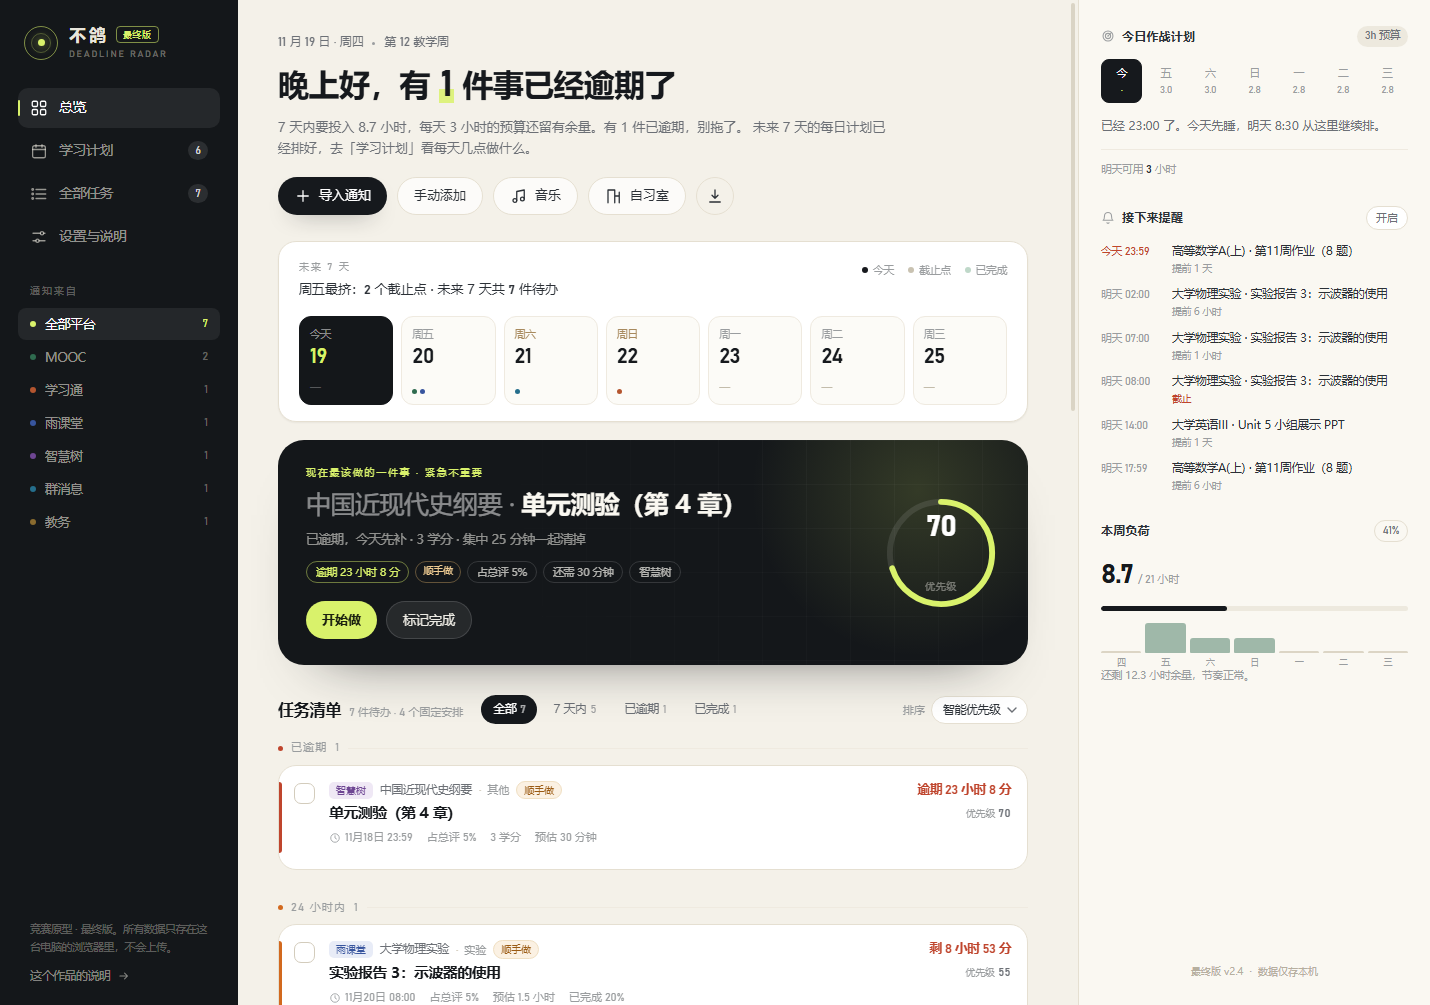 不鸽 最终版
DEADLINE RADAR
总览
学习计划 6
全部任务 7
设置与说明
通知来自
全部平台 7
MOOC 2
学习通 1
雨课堂 1
智慧树 1
群消息 1
教务 1
竞赛原型 · 最终版。所有数据只存在这
台电脑的浏览器里，不会上传。
这个作品的说明 →
11 月 19 日 · 周四 · 第 12 教学周
晚上好，有 1 件事已经逾期了
7 天内要投入 8.7 小时，每天 3 小时的预算还留有余量。有 1 件已逾期，别拖了。 未来 7 天的每日计划已
经排好，去「学习计划」看每天几点做什么。
导入通知 手动添加 音乐 自习室
未来 7 天
周五最挤：2 个截止点 · 未来 7 天共 7 件待办
今天 截止点 已完成
今天 周五 周六 周日 周一 周二 周三
19 20 21 22 23 24 25
— — — —
现在最该做的一件事 · 紧急不重要
中国近现代史纲要 · 单元测验（第 4 章）
已逾期，今天先补 · 3 学分 · 集中 25 分钟一起清掉
逾期 23 小时 8 分 顺手做 占总评 5% 还需 30 分钟 智慧树
开始做 标记完成
70
优先级
任务清单 7 件待办 · 4 个固定安排 全部 7 7 天内 5 已逾期 1 已完成 1 排序 智能优先级
已逾期 1
智慧树 中国近现代史纲要 · 其他 顺手做 逾期 23 小时 8 分
单元测验（第 4 章） 优先级 70
11月18日 23:59 占总评 5% 3 学分 预估 30 分钟
24 小时内 1
雨课堂 大学物理实验 · 实验 顺手做 剩 8 小时 53 分
实验报告 3：示波器的使用 优先级 55
11月20日 08:00 占总评 5% 预估 1.5 小时 已完成 20%
今日作战计划 3h 预算
今 五 六 日 一 二 三
· 3.0 3.0 2.8 2.8 2.8 2.8
已经 23:00 了。今天先睡，明天 8:30 从这里继续排。
明天可用 3 小时
接下来提醒 开启
今天 23:59 高等数学A(上) · 第11周作业（8 题）
提前 1 天
明天 02:00 大学物理实验 · 实验报告 3：示波器的使用
提前 6 小时
明天 07:00 大学物理实验 · 实验报告 3：示波器的使用
提前 1 小时
明天 08:00 大学物理实验 · 实验报告 3：示波器的使用
截止
明天 14:00 大学英语III · Unit 5 小组展示 PPT
提前 1 天
明天 17:59 高等数学A(上) · 第11周作业（8 题）
提前 6 小时
本周负荷 41%
8.7 / 21 小时
四 五 六 日 一 二 三
还剩 12.3 小时余量，节奏正常。
最终版 v2.4 · 数据仅存本机